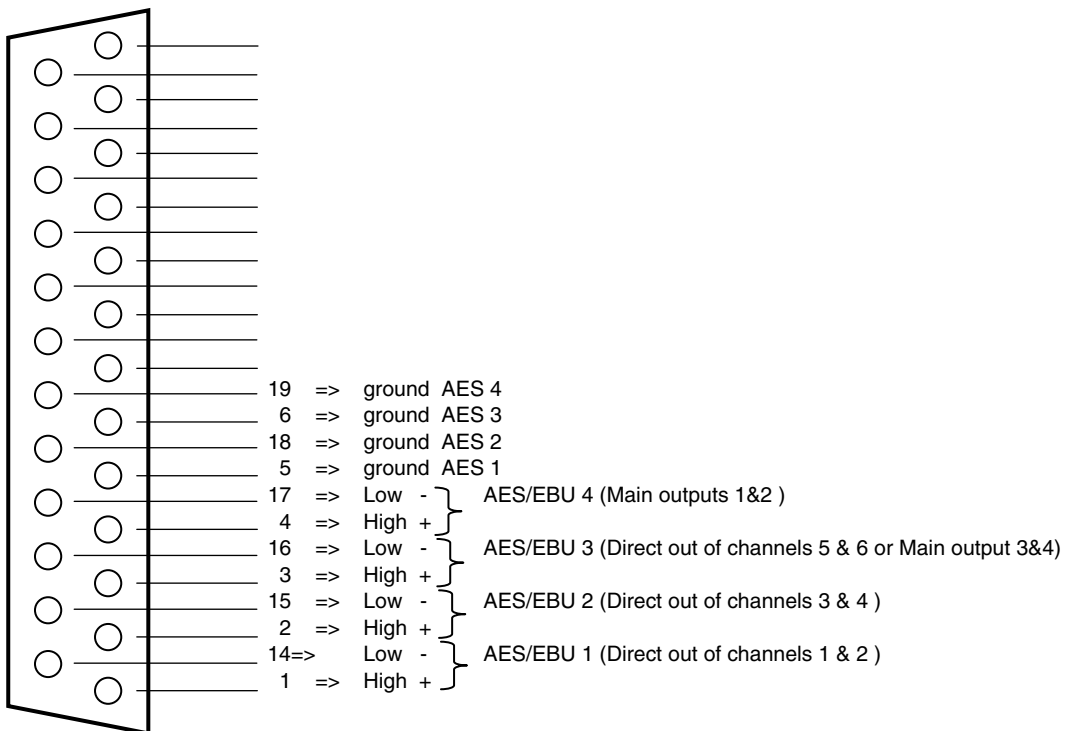 19 => ground AES 4
6 => ground AES 3
18 => ground AES 2
5 => ground AES 1
17 => Low - AES/EBU 4 (Main outputs 1&2 )
4 => High +
16 => Low - AES/EBU 3 (Direct out of channels 5 & 6 or Main output 3&4)
3 => High +
15 => Low - AES/EBU 2 (Direct out of channels 3 & 4 )
2 => High +
14=> Low - AES/EBU 1 (Direct out of channels 1 & 2 )
1 => High +